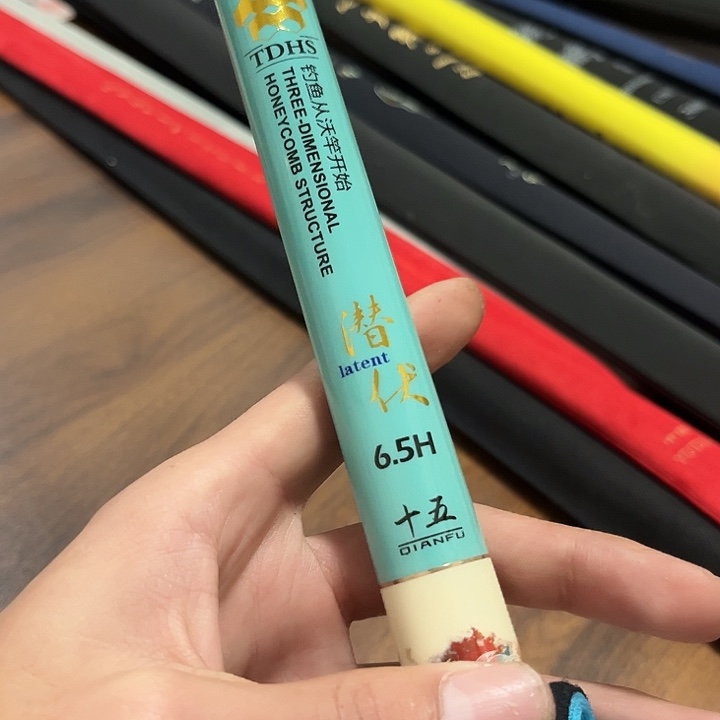 TDHS
钓鱼从沃竿开始
THREE-DIMENSIONAL
HONEYCOMB STRUCTURE
潜
latent
伏
6.5H
十五
QIANFU